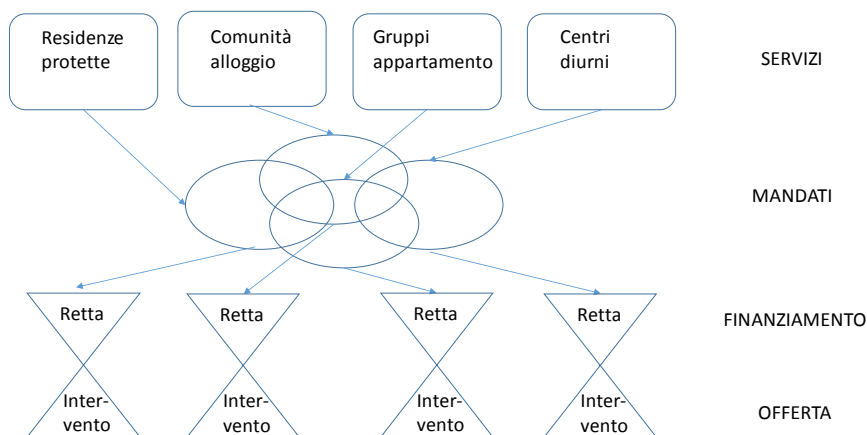 Residenze
protette
Comunità
alloggio
Gruppi
appartamento
Centri
diurni
SERVIZI
MANDATI
Retta
Retta
Retta
Retta
FINANZIAMENTO
Inter-
vento
Inter-
vento
Inter-
vento
Inter-
vento
OFFERTA